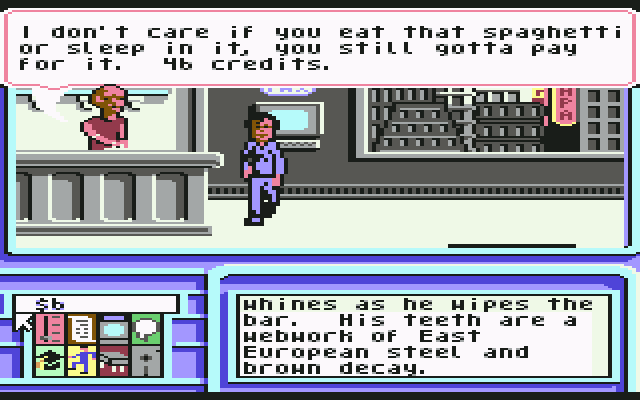 I don't care if you eat that spaghetti
or sleep in it, you still gotta pay
for it.  46 credits.
$6
whines as he wipes the
bar.  His teeth are a
webwork of East
European steel and
brown decay.